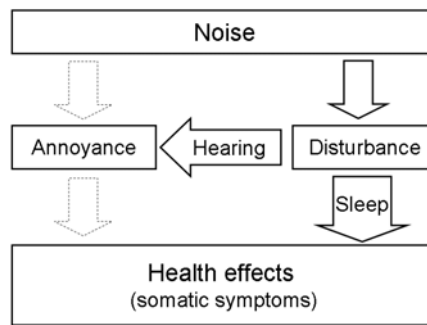 Noise
Annoyance
Hearing
Disturbance
Sleep
Health effects
(somatic symptoms)